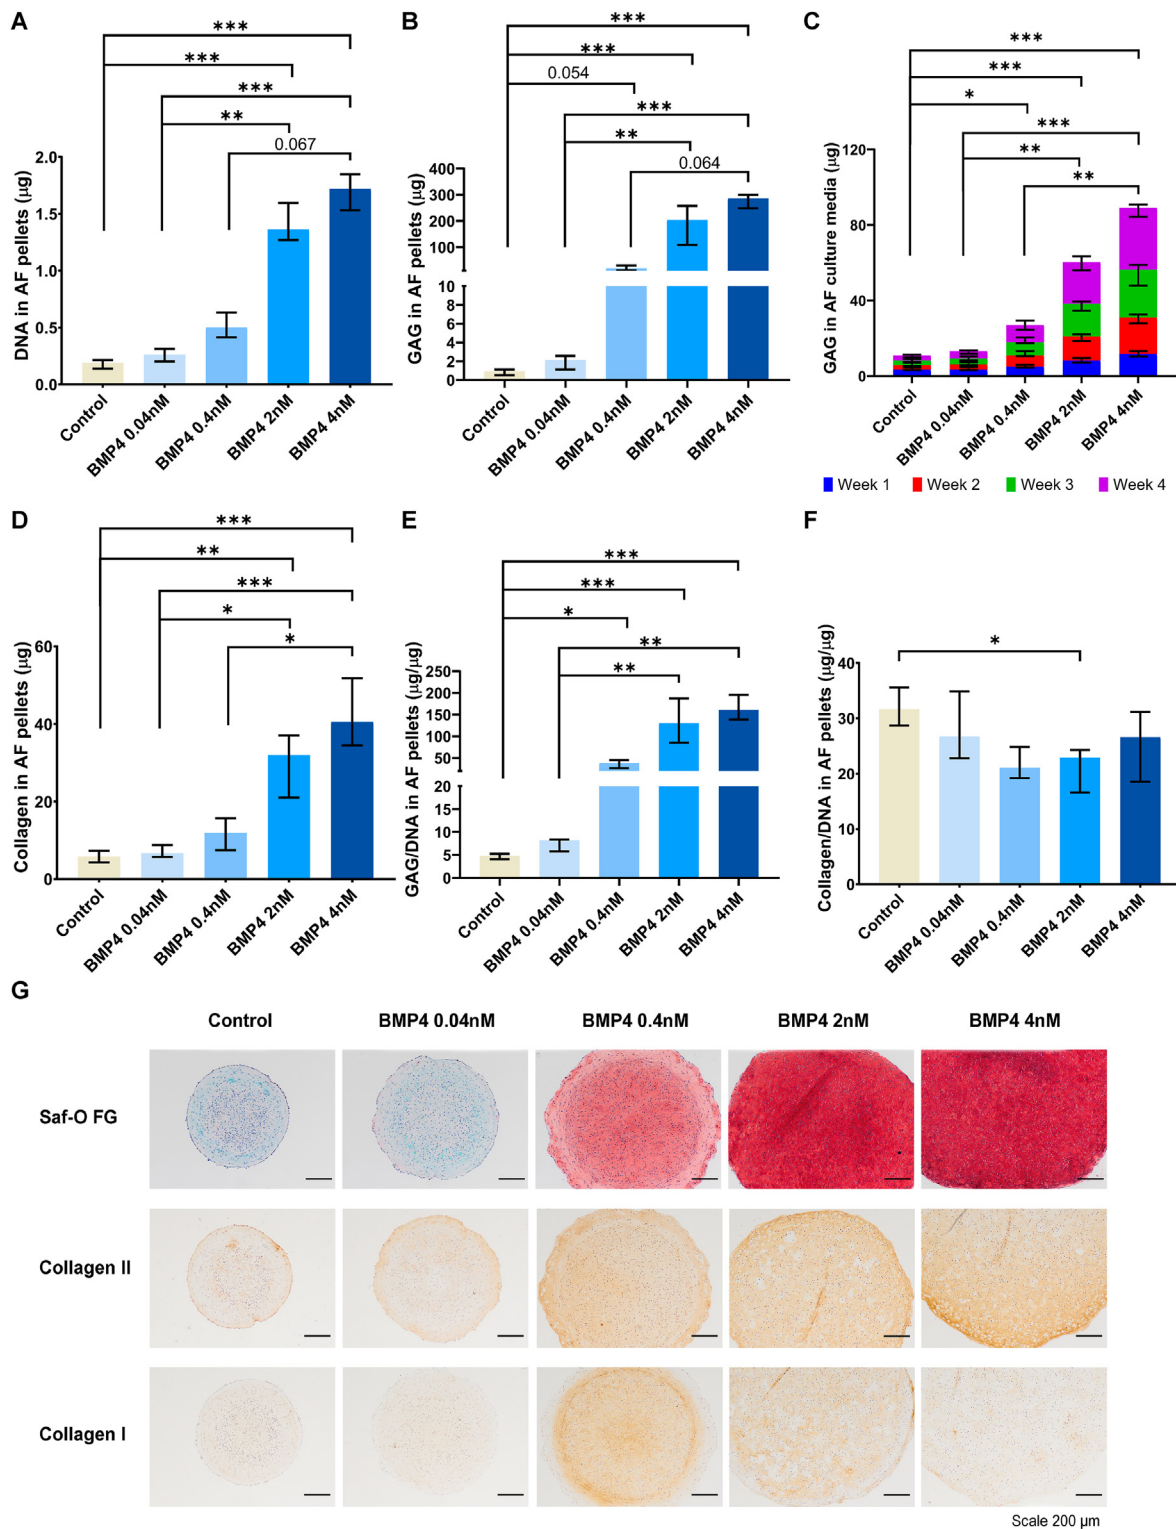 A
***
***
***
**
0.067
DNA in AF pellets (µg)
2.0
1.5
1.0
0.5
0.0
Control
BMP4 0.04nM
BMP4 0.4nM
BMP4 2nM
BMP4 4nM
B
***
***
0.054
***
**
0.064
GAG in AF pellets (µg)
400
300
200
100
10
8
6
4
2
0
Control
BMP4 0.04nM
BMP4 0.4nM
BMP4 2nM
BMP4 4nM
C
***
***
*
***
**
**
GAG in AF culture media (µg)
120
80
40
0
Control
BMP4 0.04nM
BMP4 0.4nM
BMP4 2nM
BMP4 4nM
Week 1 Week 2 Week 3 Week 4
D
***
**
***
*
*
Collagen in AF pellets (µg)
60
40
20
0
Control
BMP4 0.04nM
BMP4 0.4nM
BMP4 2nM
BMP4 4nM
E
***
***
*
**
**
GAG/DNA in AF pellets (µg/µg)
250
200
150
100
50
20
15
10
5
0
Control
BMP4 0.04nM
BMP4 0.4nM
BMP4 2nM
BMP4 4nM
F
*
Collagen/DNA in AF pellets (µg/µg)
40
30
20
10
0
Control
BMP4 0.04nM
BMP4 0.4nM
BMP4 2nM
BMP4 4nM
G
Control BMP4 0.04nM BMP4 0.4nM BMP4 2nM BMP4 4nM
Saf-O FG
Collagen II
Collagen I
Scale 200 µm